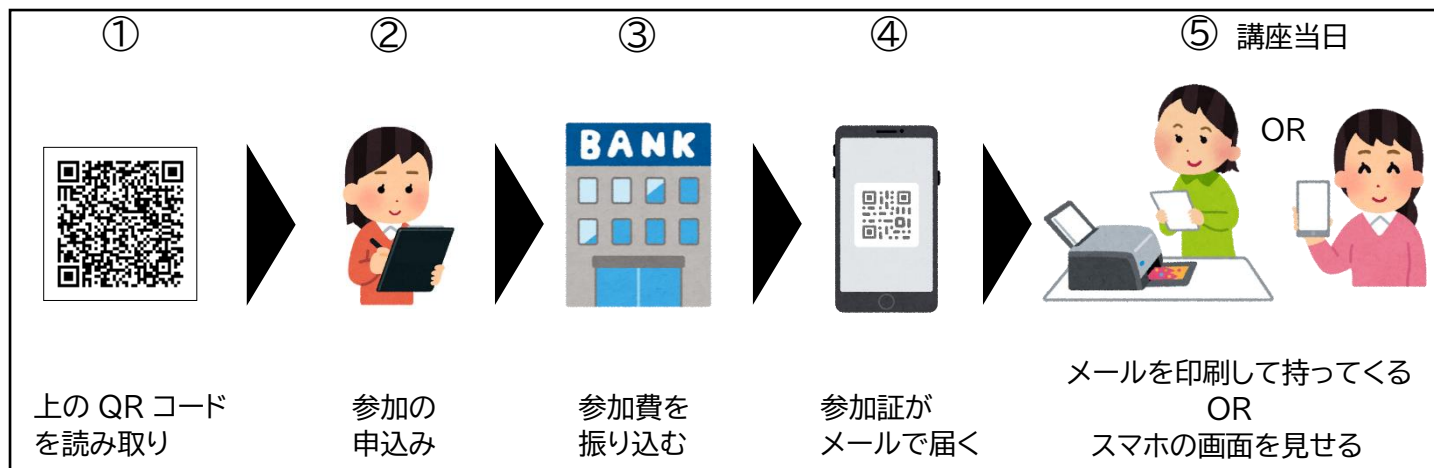 ①
②
③
④
⑤ 講座当日
BANK
OR
上の QR コード
を読み取り
参加の
申込み
参加費を
振り込む
参加証が
メールで届く
メールを印刷して持ってくる
OR
スマホの画面を見せる